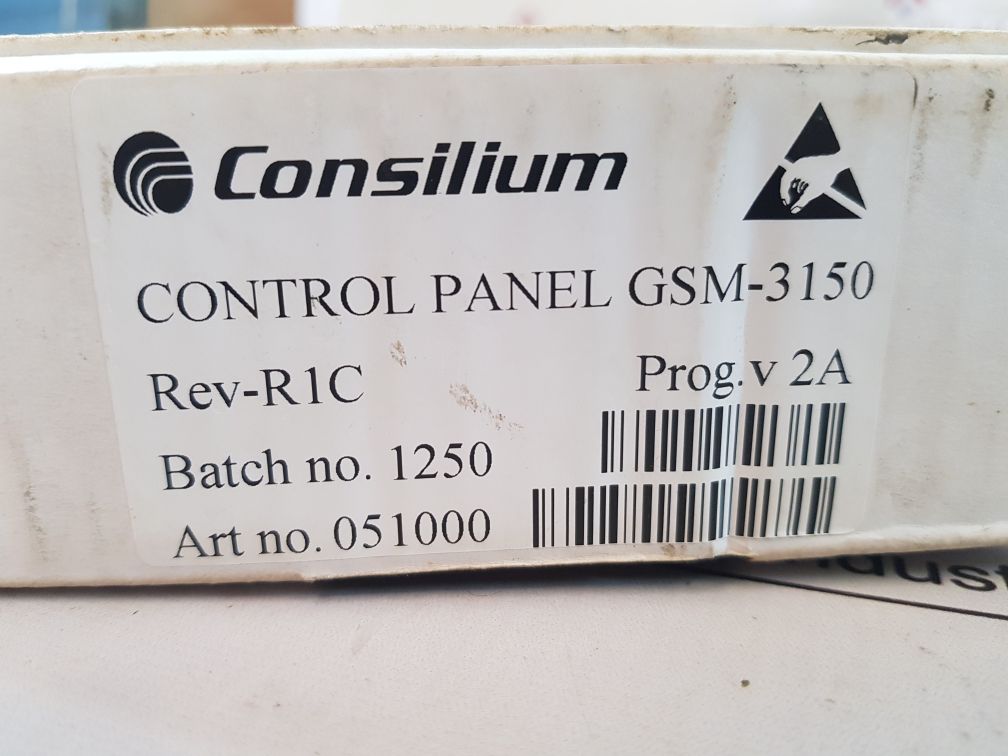 Consilium
CONTROL PANEL GSM-3150
Rev-R1C Prog.v 2A
Batch no. 1250
Art no. 051000